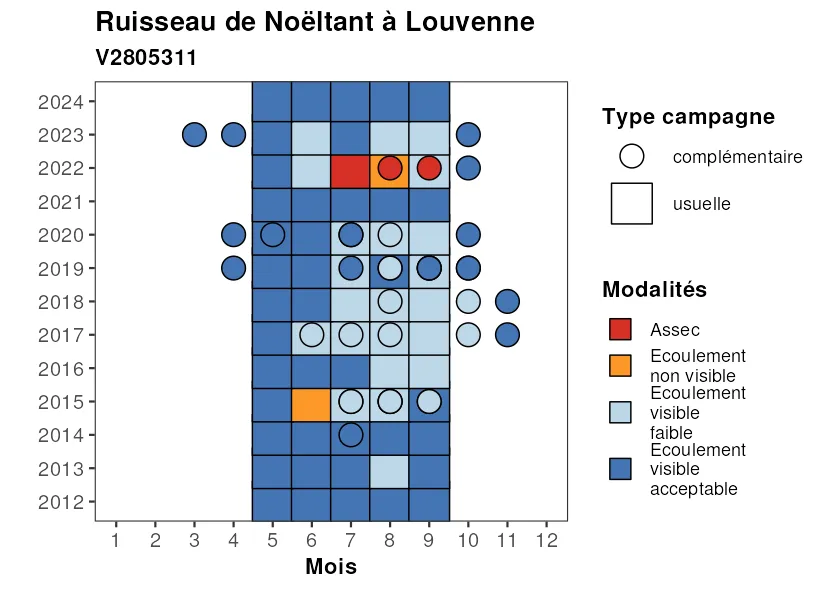 Ruisseau de Noëltant à Louvenne
V2805311
2024
2023
2022
2021
2020
2019
2018
2017
2016
2015
2014
2013
2012
1 2 3 4 5 6 7 8 9 10 11 12
Mois
Type campagne
complémentaire
usuelle
Modalités
Assec
Ecoulement
non visible
Ecoulement
visible
faible
Ecoulement
visible
acceptable